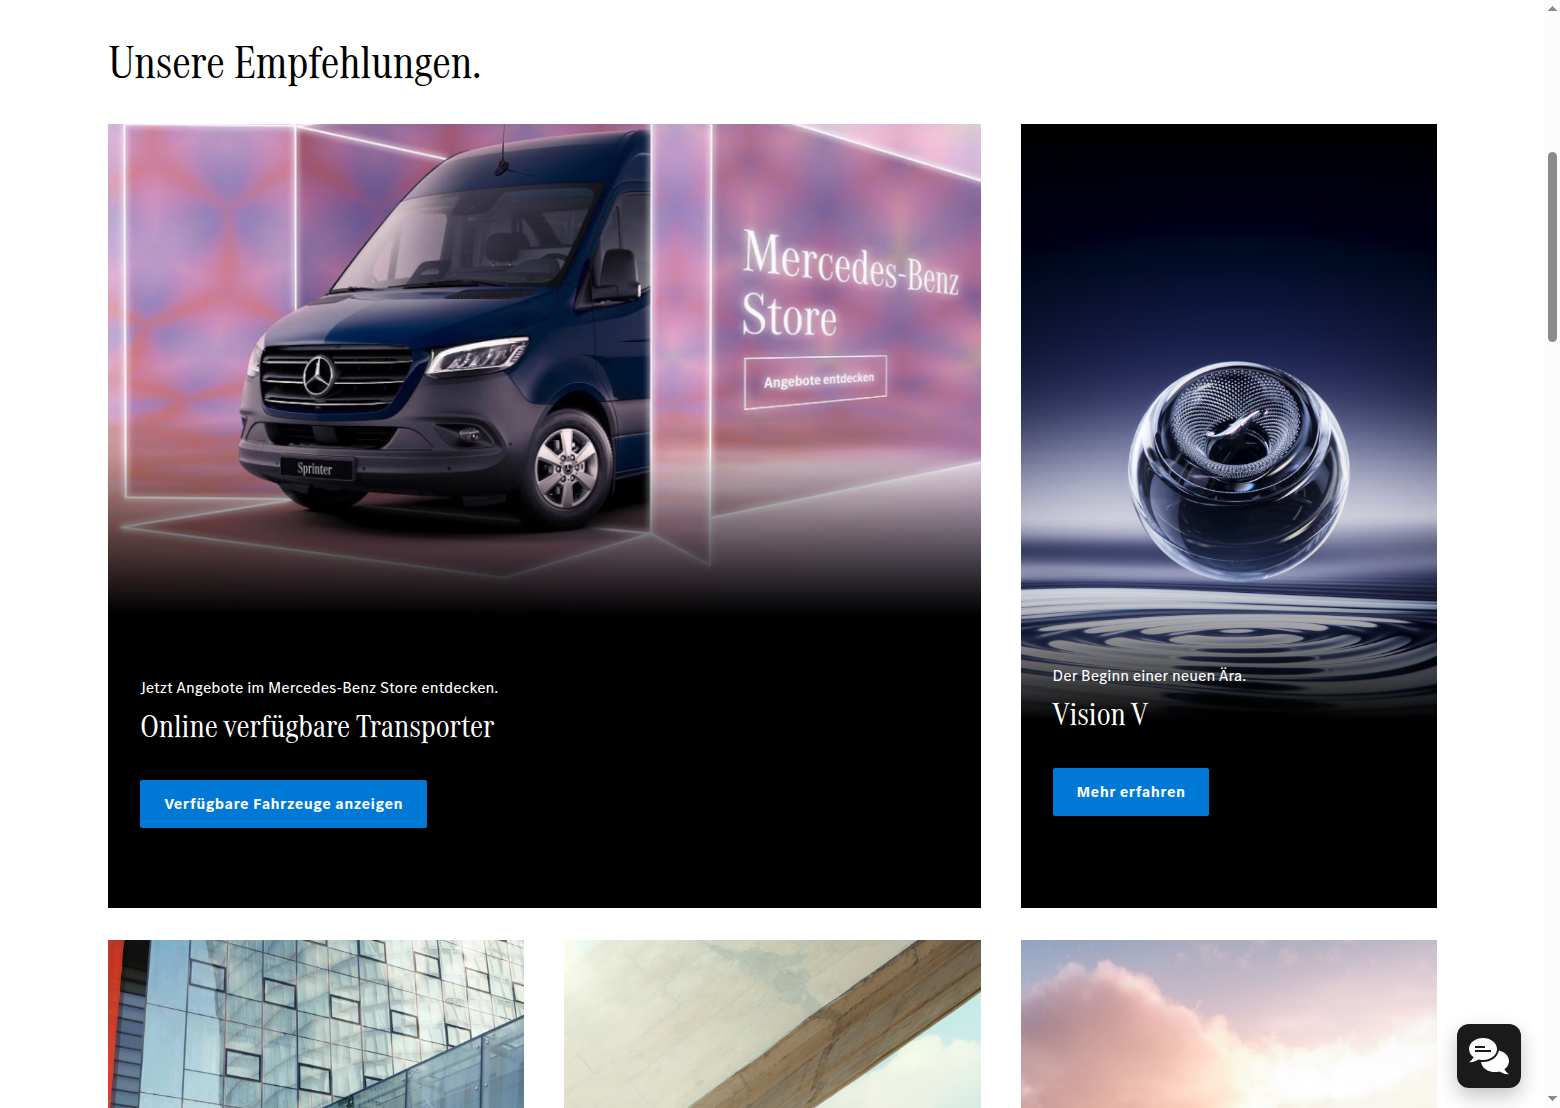 Unsere Empfehlungen.
Mercedes-Benz
Store
Angebote entdecken
Sprinter
Jetzt Angebote im Mercedes-Benz Store entdecken.
Online verfügbare Transporter
Verfügbare Fahrzeuge anzeigen
Der Beginn einer neuen Ära.
Vision V
Mehr erfahren